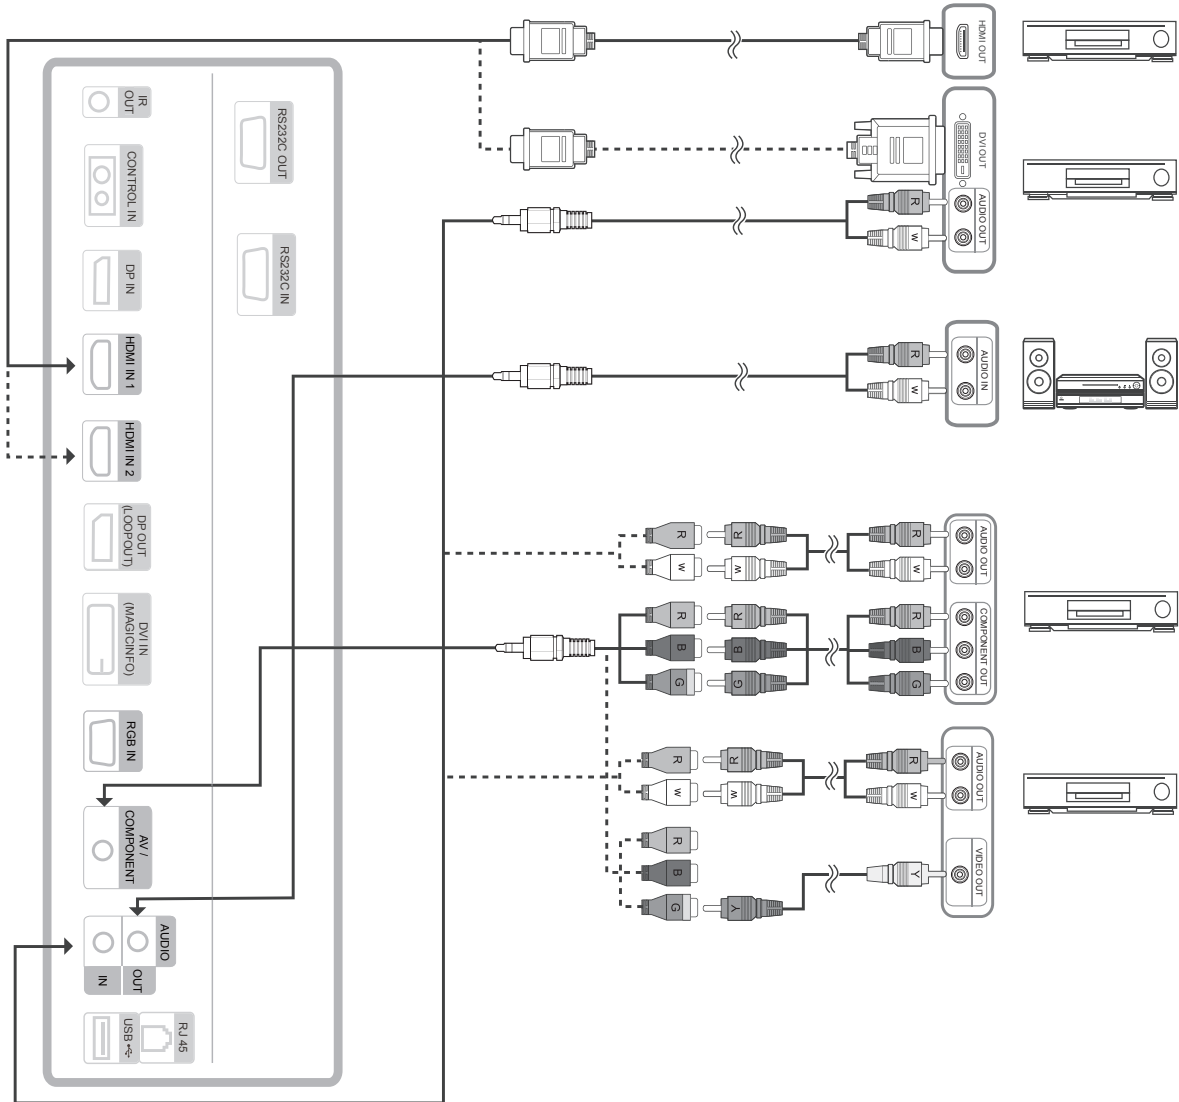 IR
OUT
CONTROL IN
DP IN
HDMI IN 1
HDMI IN 2
DP OUT
(LOOPOUT)
DVI IN
(MAGICINFO)
RGB IN
AV /
COMPONENT
AUDIO
OUT
IN
USB
RJ 45
RS232C OUT
RS232C IN
HDMI OUT
DVI OUT
R
W
AUDIO OUT
R
W
AUDIO IN
R
R
R
W
W
W
AUDIO OUT
R
R
R
B
B
B
G
G
G
COMPONENT OUT
R
R
R
W
W
W
AUDIO OUT
R
B
G
Y
Y
VIDEO OUT